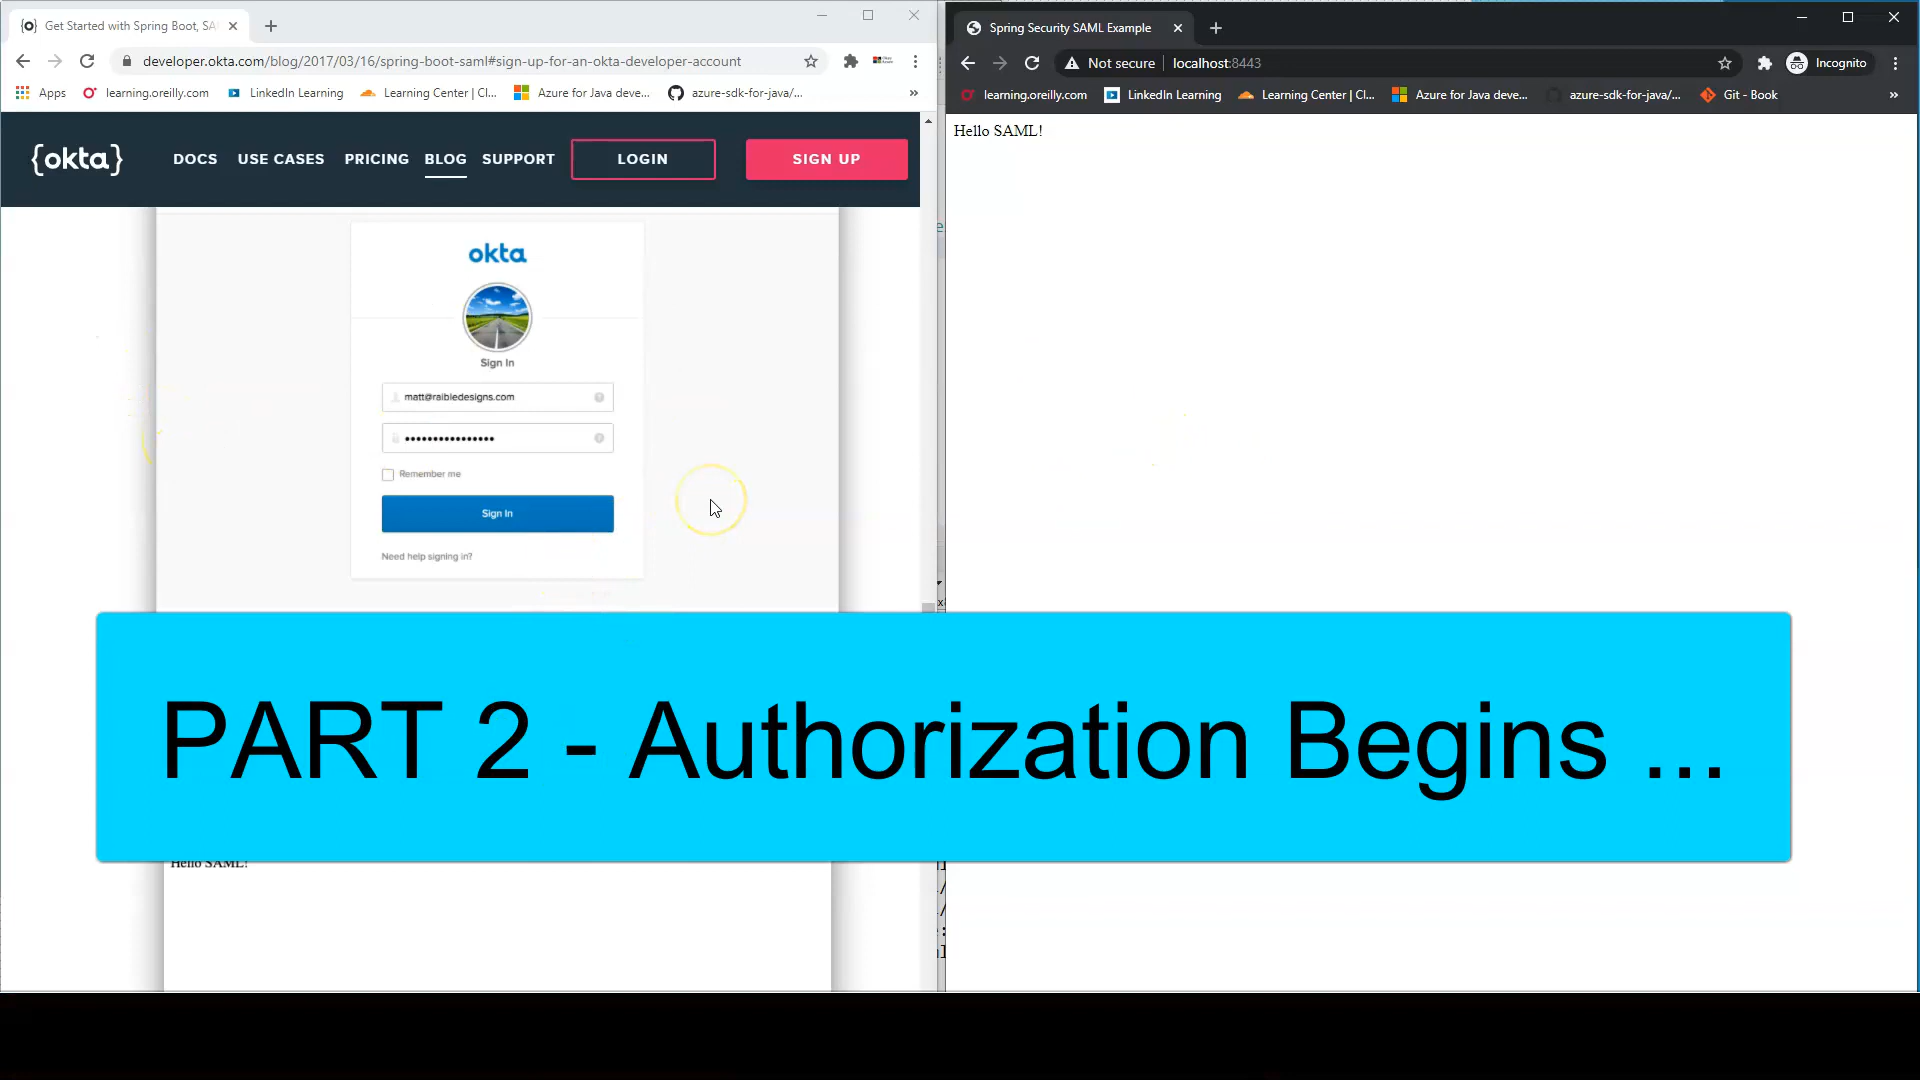 Get Started with Spring Boot, SA
developer.okta.com/blog/2017/03/16/spring-boot-saml#sign-up-for-an-okta-developer-account
Apps
learning.oreilly.com
LinkedIn Learning
Learning Center | Cl...
Azure for Java deve...
azure-sdk-for-java/...
»
{okta}
DOCS
USE CASES
PRICING
BLOG
SUPPORT
LOGIN
SIGN UP
okta
Sign In
matt@raibledesigns.com
••••••••••••••••
Remember me
Sign In
Need help signing in?
Hello SAML!
Spring Security SAML Example
Not secure
localhost:8443
Incognito
learning.oreilly.com
LinkedIn Learning
Learning Center | Cl...
Azure for Java deve...
azure-sdk-for-java/...
Git - Book
»
Hello SAML!
PART 2 - Authorization Begins ...